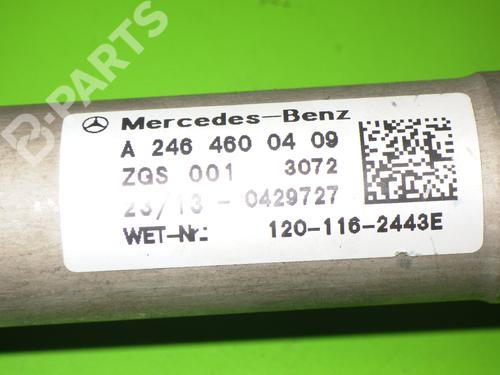 B-PARTS
Mercedes-Benz
A 246 460 04 09
ZGS 001 3072
23/13 - 0429727
WET-Nr.: 120-116-2443E